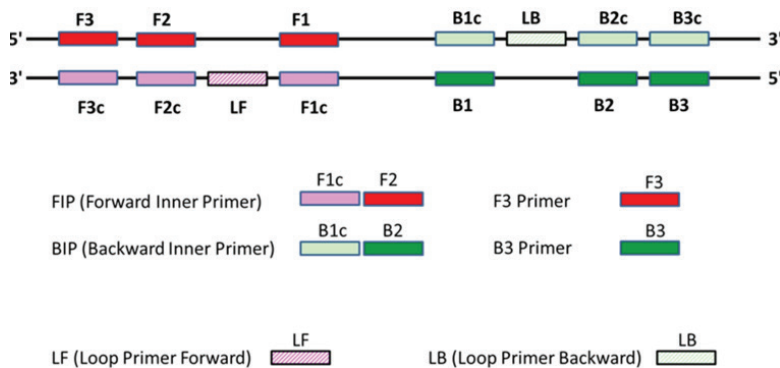 F3 F2 F1 B1c LB B2c B3c
5' 3'
3' 5'
F3c F2c LF F1c B1 B2 B3
F1c F2 F3
FIP (Forward Inner Primer) F3 Primer
B1c B2 B3
BIP (Backward Inner Primer) B3 Primer
LF LB
LF (Loop Primer Forward) LB (Loop Primer Backward)